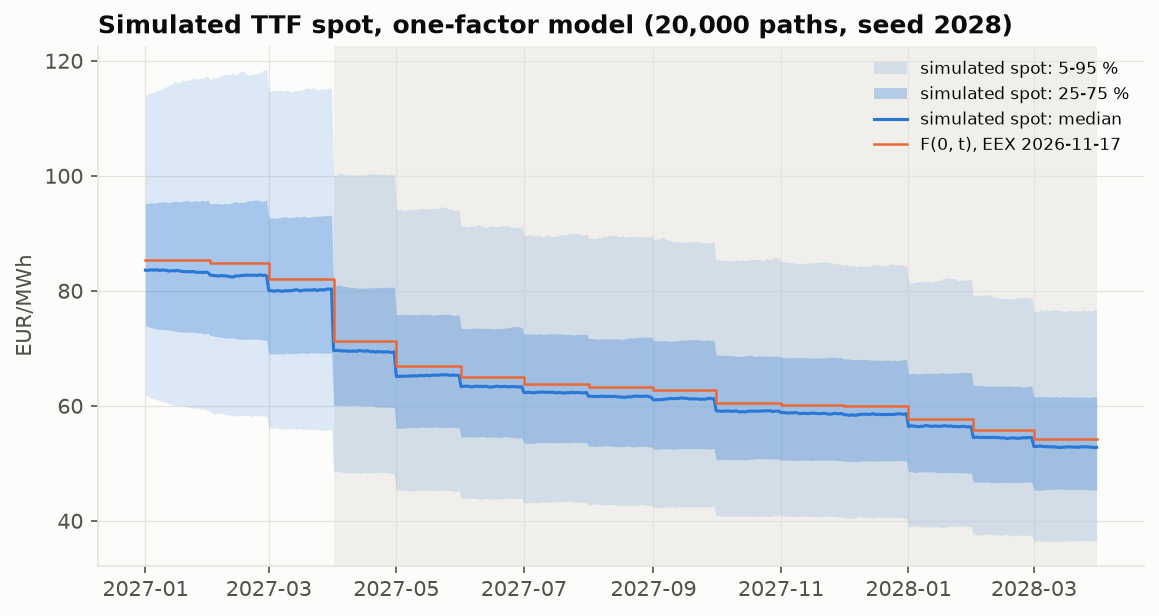 Simulated TTF spot, one-factor model (20,000 paths, seed 2028)
simulated spot: 5-95 %
simulated spot: 25-75 %
simulated spot: median
F(0, t), EEX 2026-11-17
EUR/MWh
120
100
80
60
40
2027-01
2027-03
2027-05
2027-07
2027-09
2027-11
2028-01
2028-03